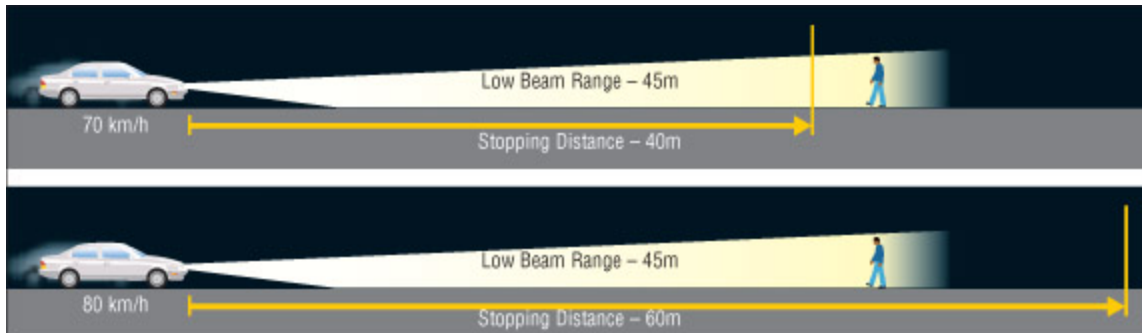 Low Beam Range – 45m
70 km/h
Stopping Distance – 40m
Low Beam Range – 45m
80 km/h
Stopping Distance – 60m